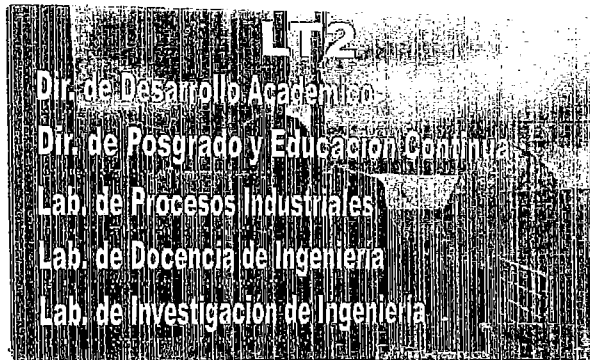 LT2
Dir. de Desarrollo Académico
Dir. de Posgrado y Educación Continua
Lab. de Procesos Industriales
Lab. de Docencia de Ingeniería
Lab. de Investigación de Ingeniería